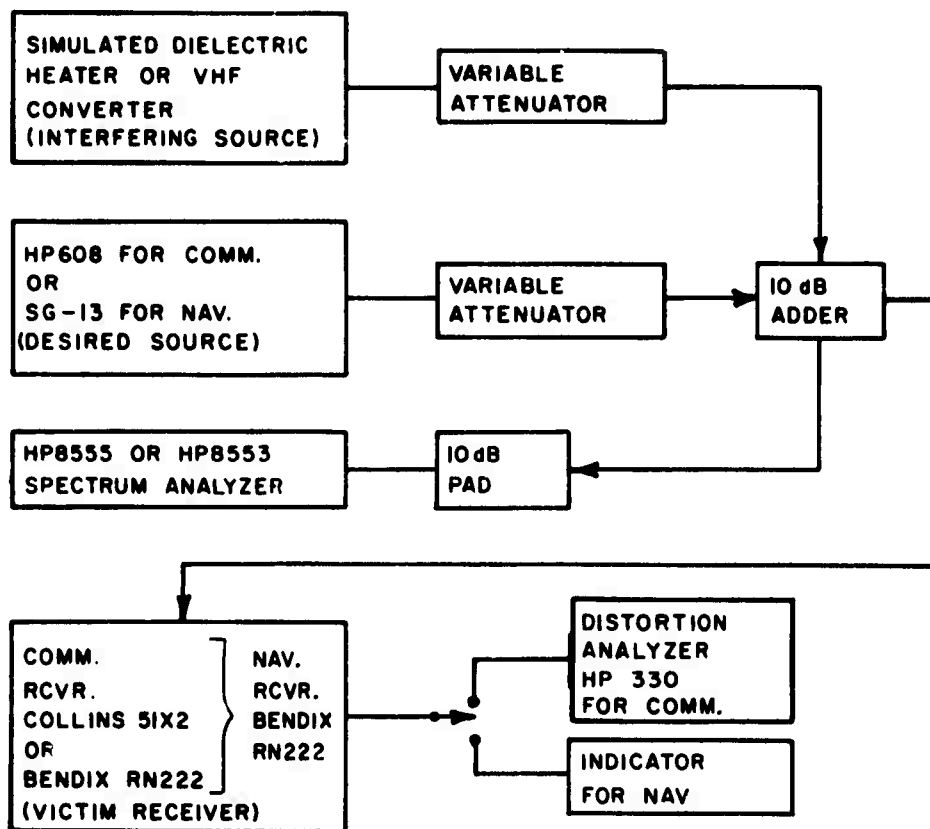 SIMULATED DIELECTRIC
HEATER OR VHF
CONVERTER
(INTERFERING SOURCE)
VARIABLE
ATTENUATOR
HP608 FOR COMM.
OR
SG-13 FOR NAV.
(DESIRED SOURCE)
VARIABLE
ATTENUATOR
10 dB
ADDER
HP8555 OR HP8553
SPECTRUM ANALYZER
10 dB
PAD
COMM.
RCVR.
COLLINS 51X2
OR
BENDIX RN222
(VICTIM RECEIVER)
NAV.
RCVR.
BENDIX
RN222
DISTORTION
ANALYZER
HP 330
FOR COMM.
INDICATOR
FOR NAV